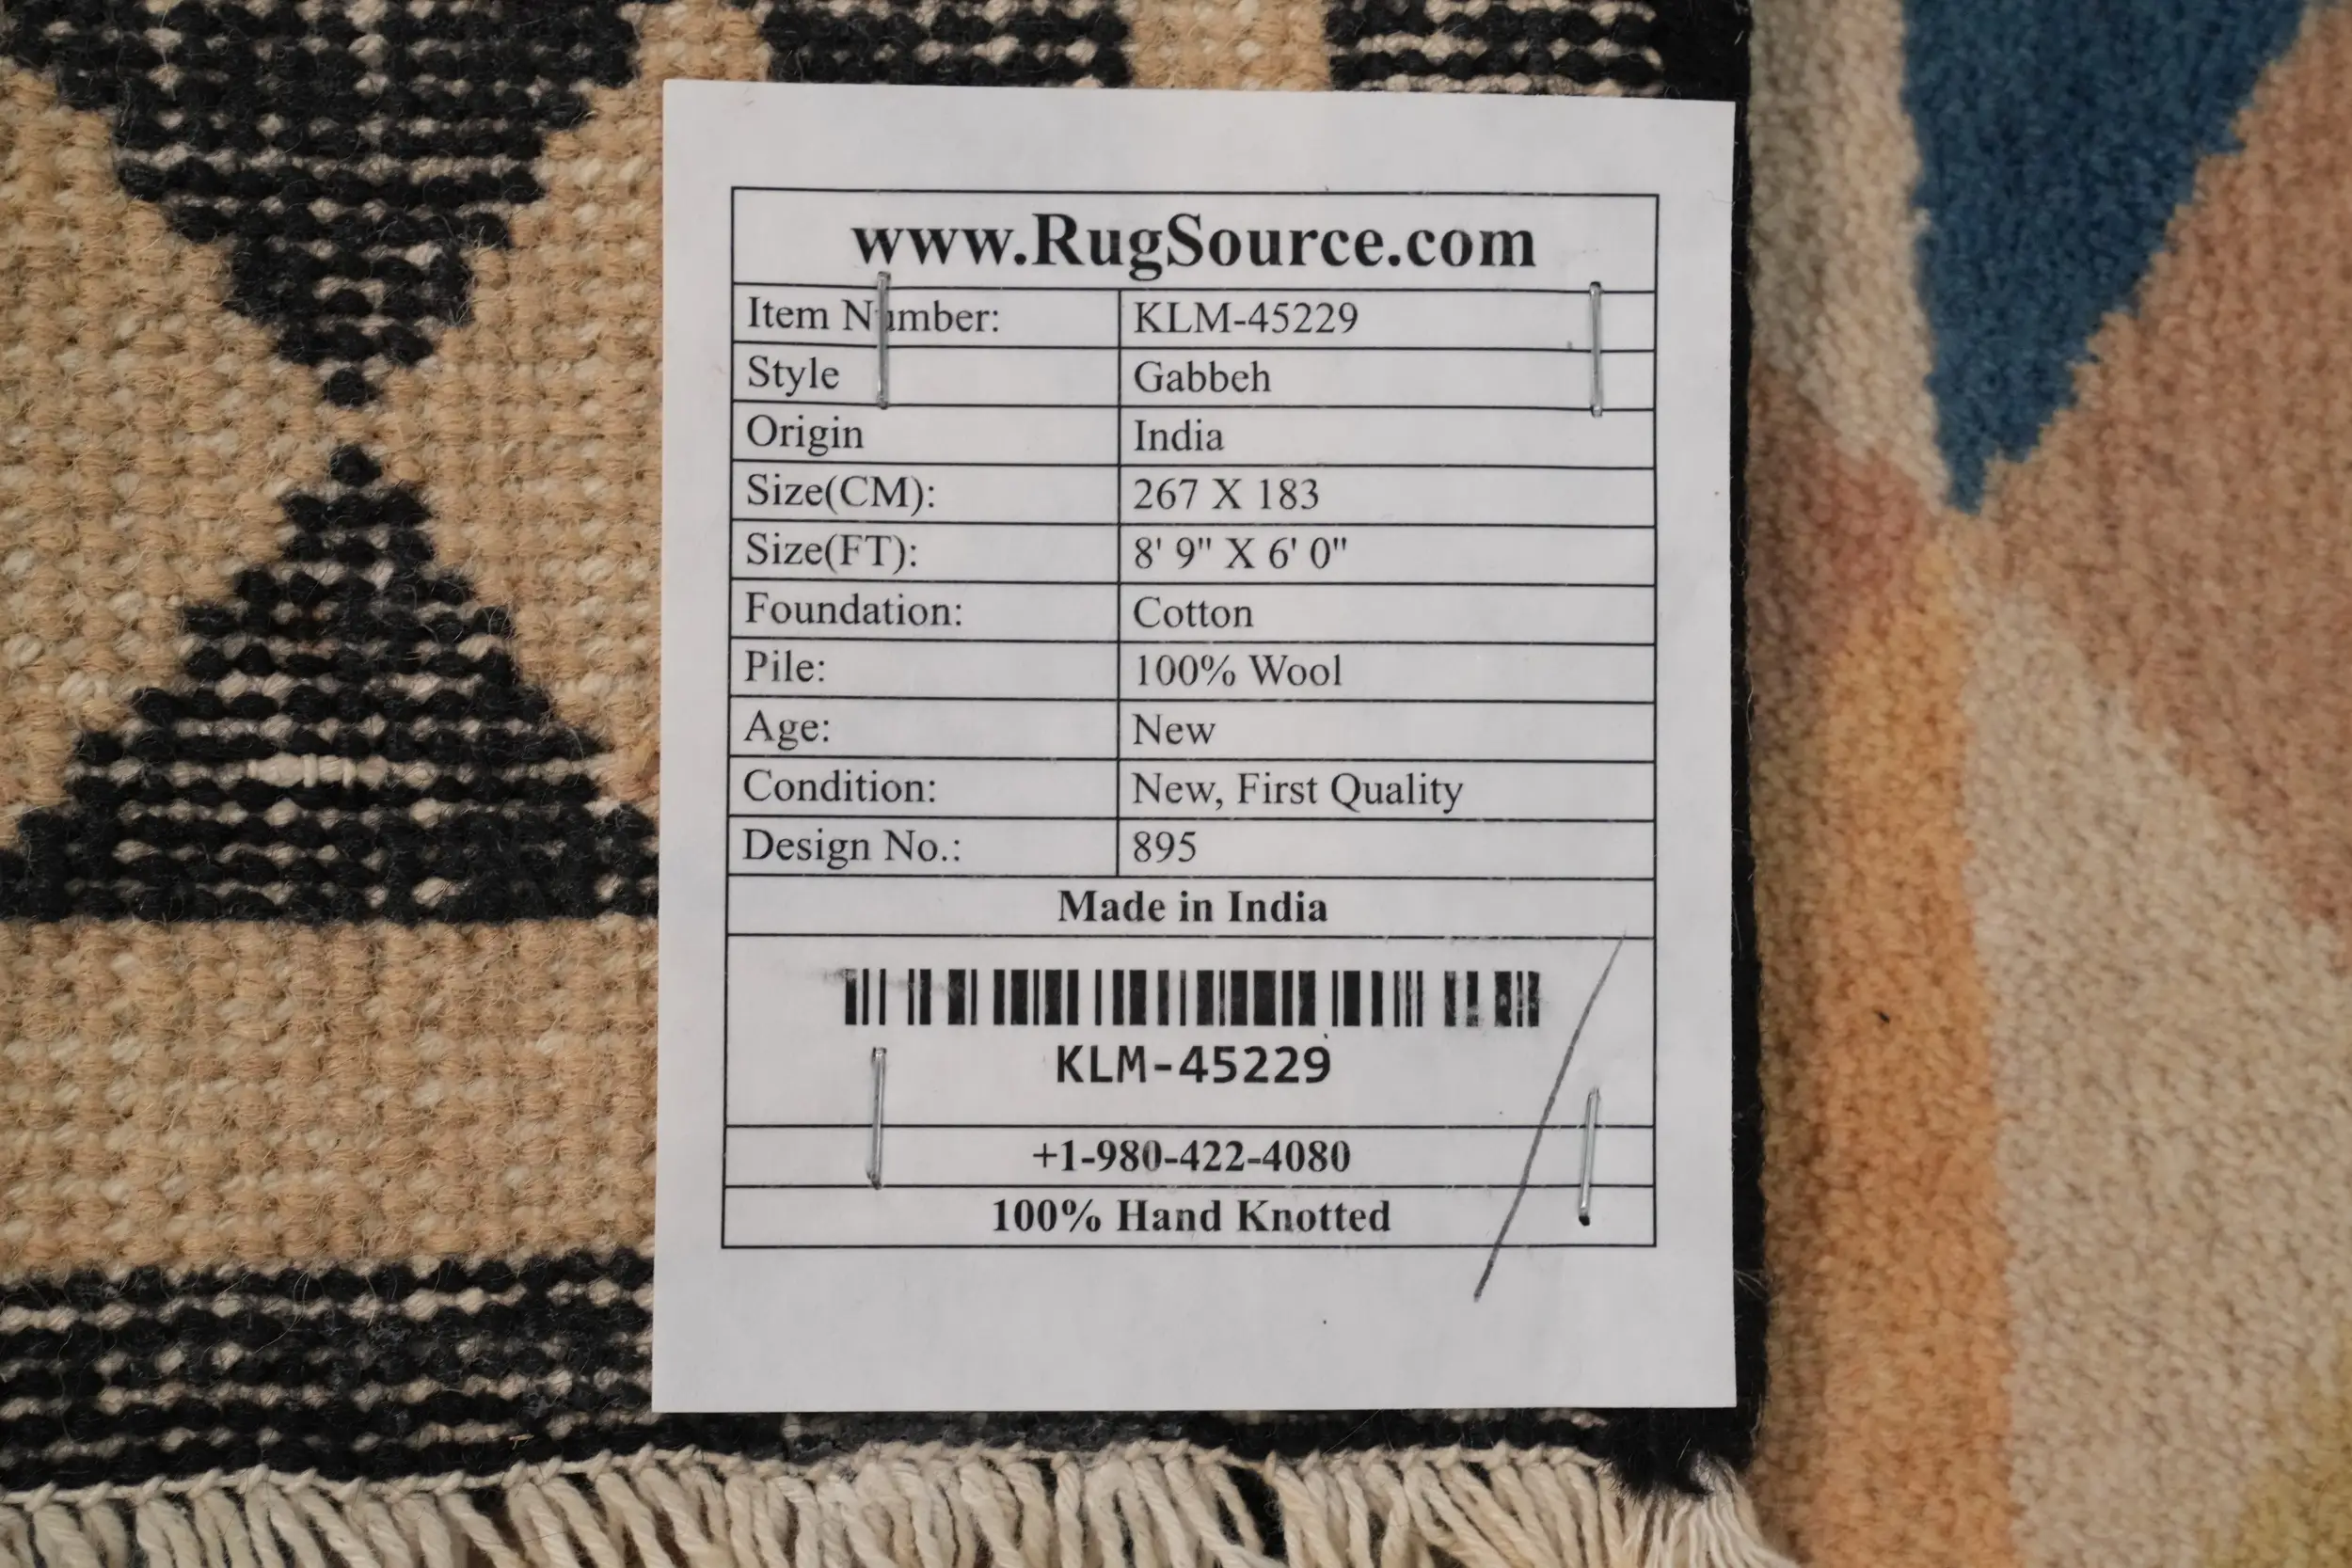 www.RugSource.com
Item Number: KLM-45229
Style Gabbeh
Origin India
Size(CM): 267 X 183
Size(FT): 8' 9" X 6' 0"
Foundation: Cotton
Pile: 100% Wool
Age: New
Condition: New, First Quality
Design No.: 895
Made in India
KLM-45229
+1-980-422-4080
100% Hand Knotted